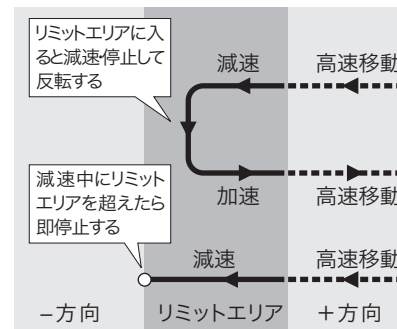 リミットエリアに入
ると減速・停止して
反転する
減速 高速移動
加速 高速移動
減速中にリミット
エリアを超えたら
即停止する
減速 高速移動
−方向 リミットエリア ＋方向